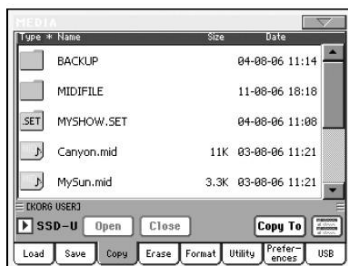 MEDIA
Type * Name Size Date
BACKUP 04-08-06 11:14
MIDIFILE 11-08-06 18:18
.SET MYSHOW.SET 04-08-06 11:08
Canyon.mid 11K 03-08-06 11:21
MySun.mid 3.3K 03-08-06 11:21
[KORG USER]
SSD-U Open Close Copy To
Load Save Copy Erase Format Utility Prefer-ences USB